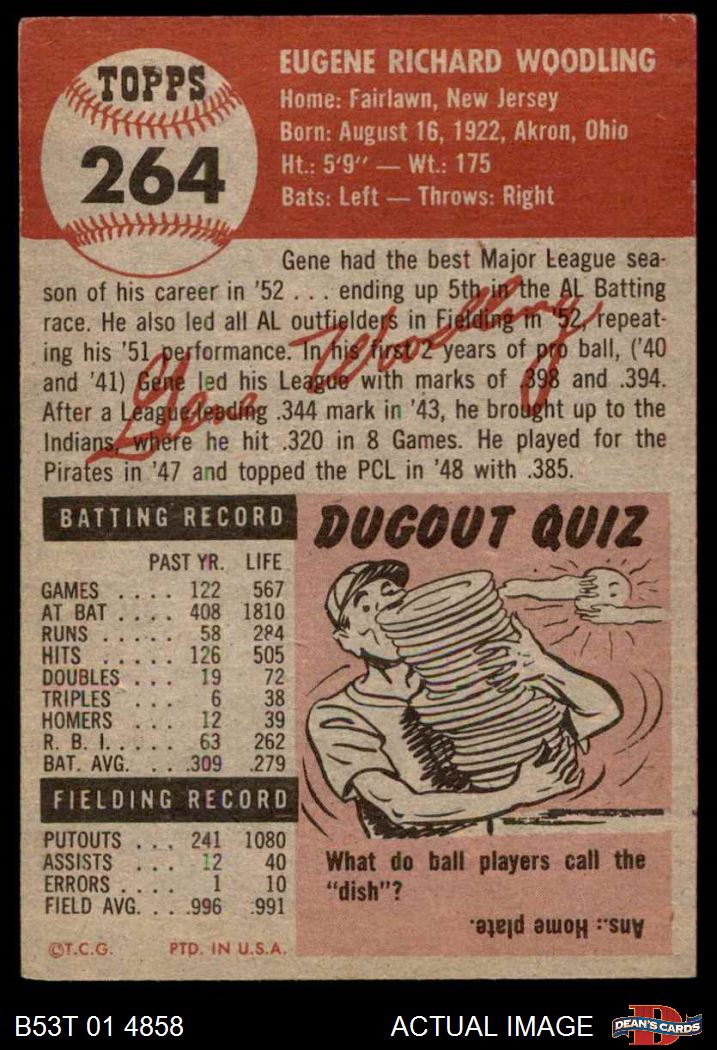 TOPPS
264
EUGENE RICHARD WOODLING
Home: Fairlawn, New Jersey
Born: August 16, 1922, Akron, Ohio
Ht.: 5'9" — Wt.: 175
Bats: Left — Throws: Right
Gene had the best Major League sea-
son of his career in '52 . . . ending up 5th in the AL Batting
race. He also led all AL outfielders in Fielding in '52, repeat-
ing his '51 performance. In his first 2 years of pro ball, ('40
and '41) Gene led his League with marks of .398 and .394.
After a League-leading .344 mark in '43, he brought up to the
Indians, where he hit .320 in 8 Games. He played for the
Pirates in '47 and topped the PCL in '48 with .385.
Gene Woodling
BATTING RECORD
PAST YR. LIFE
GAMES .... 122 567
AT BAT .... 408 1810
RUNS ...... 58 284
HITS ..... 126 505
DOUBLES ... 19 72
TRIPLES ... 6 38
HOMERS ... 12 39
R. B. I. ..... 63 262
BAT. AVG. ... .309 .279
FIELDING RECORD
PUTOUTS ... 241 1080
ASSISTS ... 12 40
ERRORS .... 1 10
FIELD AVG. .. .996 .991
©T.C.G. PTD. IN U.S.A.
DUGOUT QUIZ
What do ball players call the
"dish"?
Ans.: Home plate.
B53T 01 4858 ACTUAL IMAGE
DEAN'S CARDS